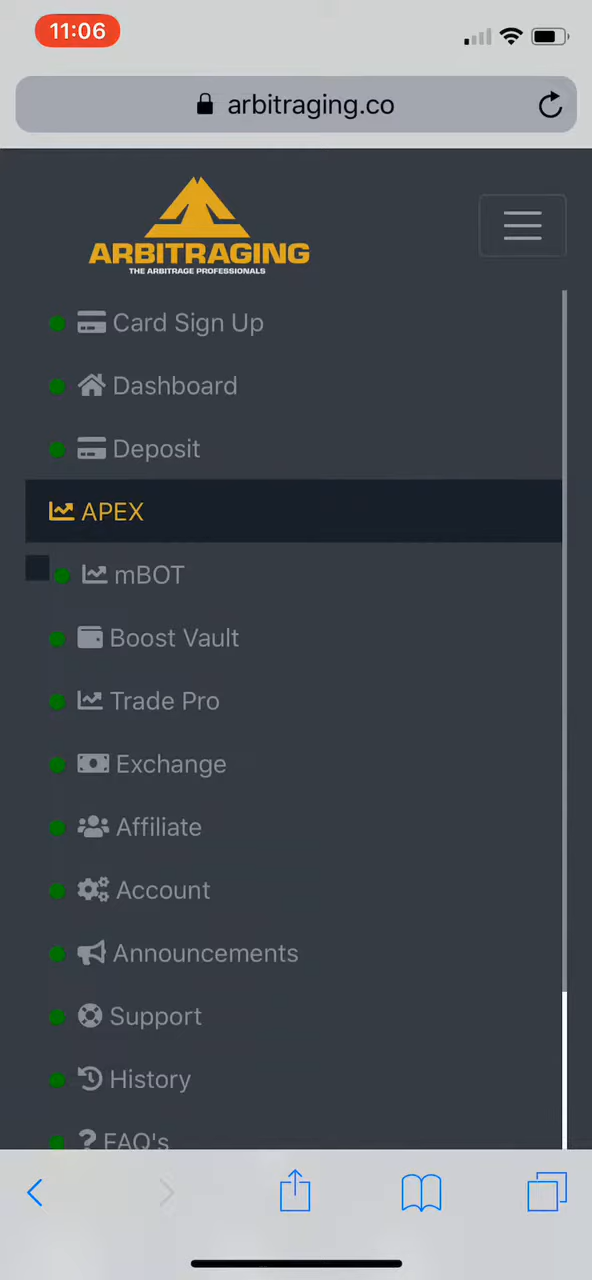 11:06
arbitraging.co
ARBITRAGING
THE ARBITRAGE PROFESSIONALS
Card Sign Up
Dashboard
Deposit
APEX
mBOT
Boost Vault
Trade Pro
Exchange
Affiliate
Account
Announcements
Support
History
FAQ's